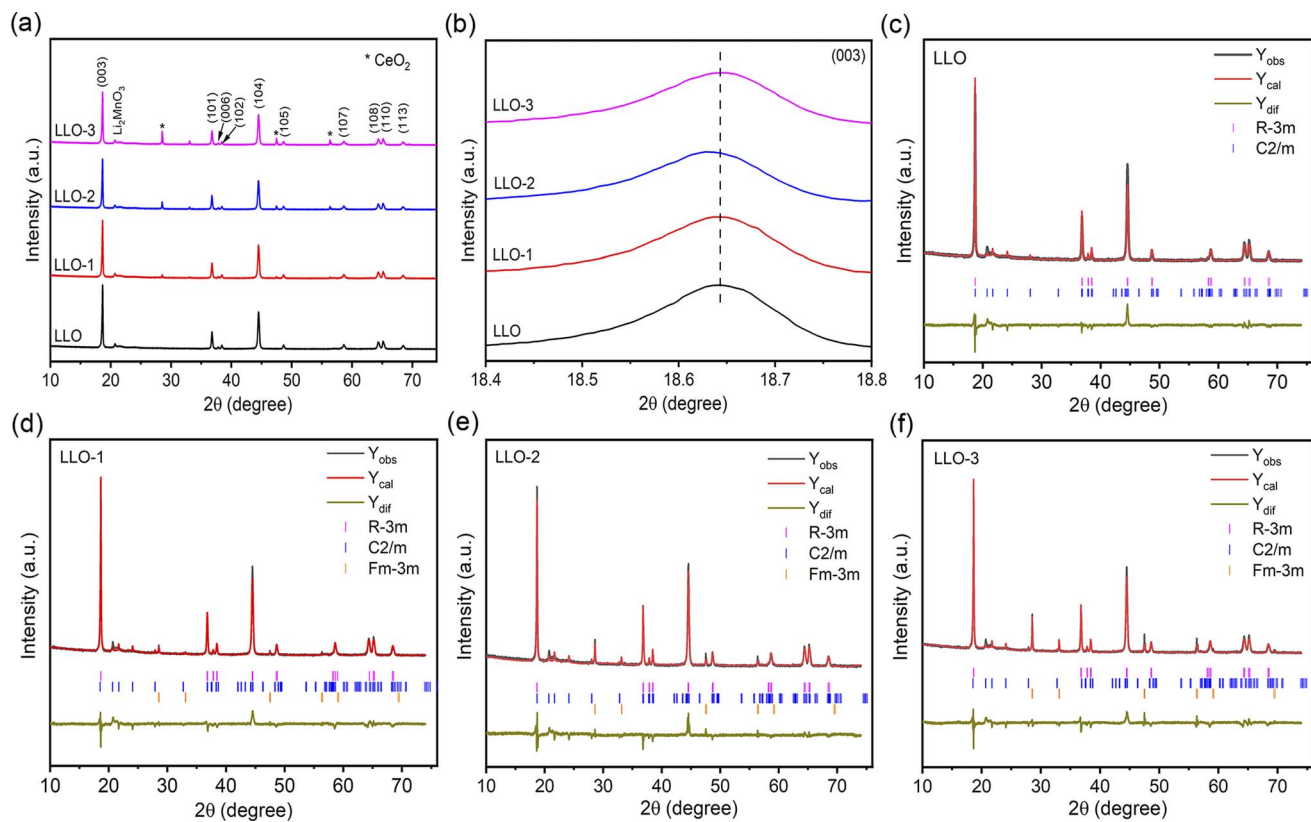 (a)
* CeO₂
(003)
Li₂MnO₃
*
(101)
(006)
(102)
(104)
*
(105)
*
(107)
(108)
(110)
(113)
LLO-3
LLO-2
LLO-1
LLO
Intensity (a.u.)
10 20 30 40 50 60 70
2θ (degree)
(b)
(003)
LLO-3
LLO-2
LLO-1
LLO
Intensity (a.u.)
18.4 18.5 18.6 18.7 18.8
2θ (degree)
(c)
LLO
Yobs
Ycal
Ydif
R-3m
C2/m
Intensity (a.u.)
10 20 30 40 50 60 70
2θ (degree)
(d)
LLO-1
Yobs
Ycal
Ydif
R-3m
C2/m
Fm-3m
Intensity (a.u.)
10 20 30 40 50 60 70
2θ (degree)
(e)
LLO-2
Yobs
Ycal
Ydif
R-3m
C2/m
Fm-3m
Intensity (a.u.)
10 20 30 40 50 60 70
2θ (degree)
(f)
LLO-3
Yobs
Ycal
Ydif
R-3m
C2/m
Fm-3m
Intensity (a.u.)
10 20 30 40 50 60 70
2θ (degree)